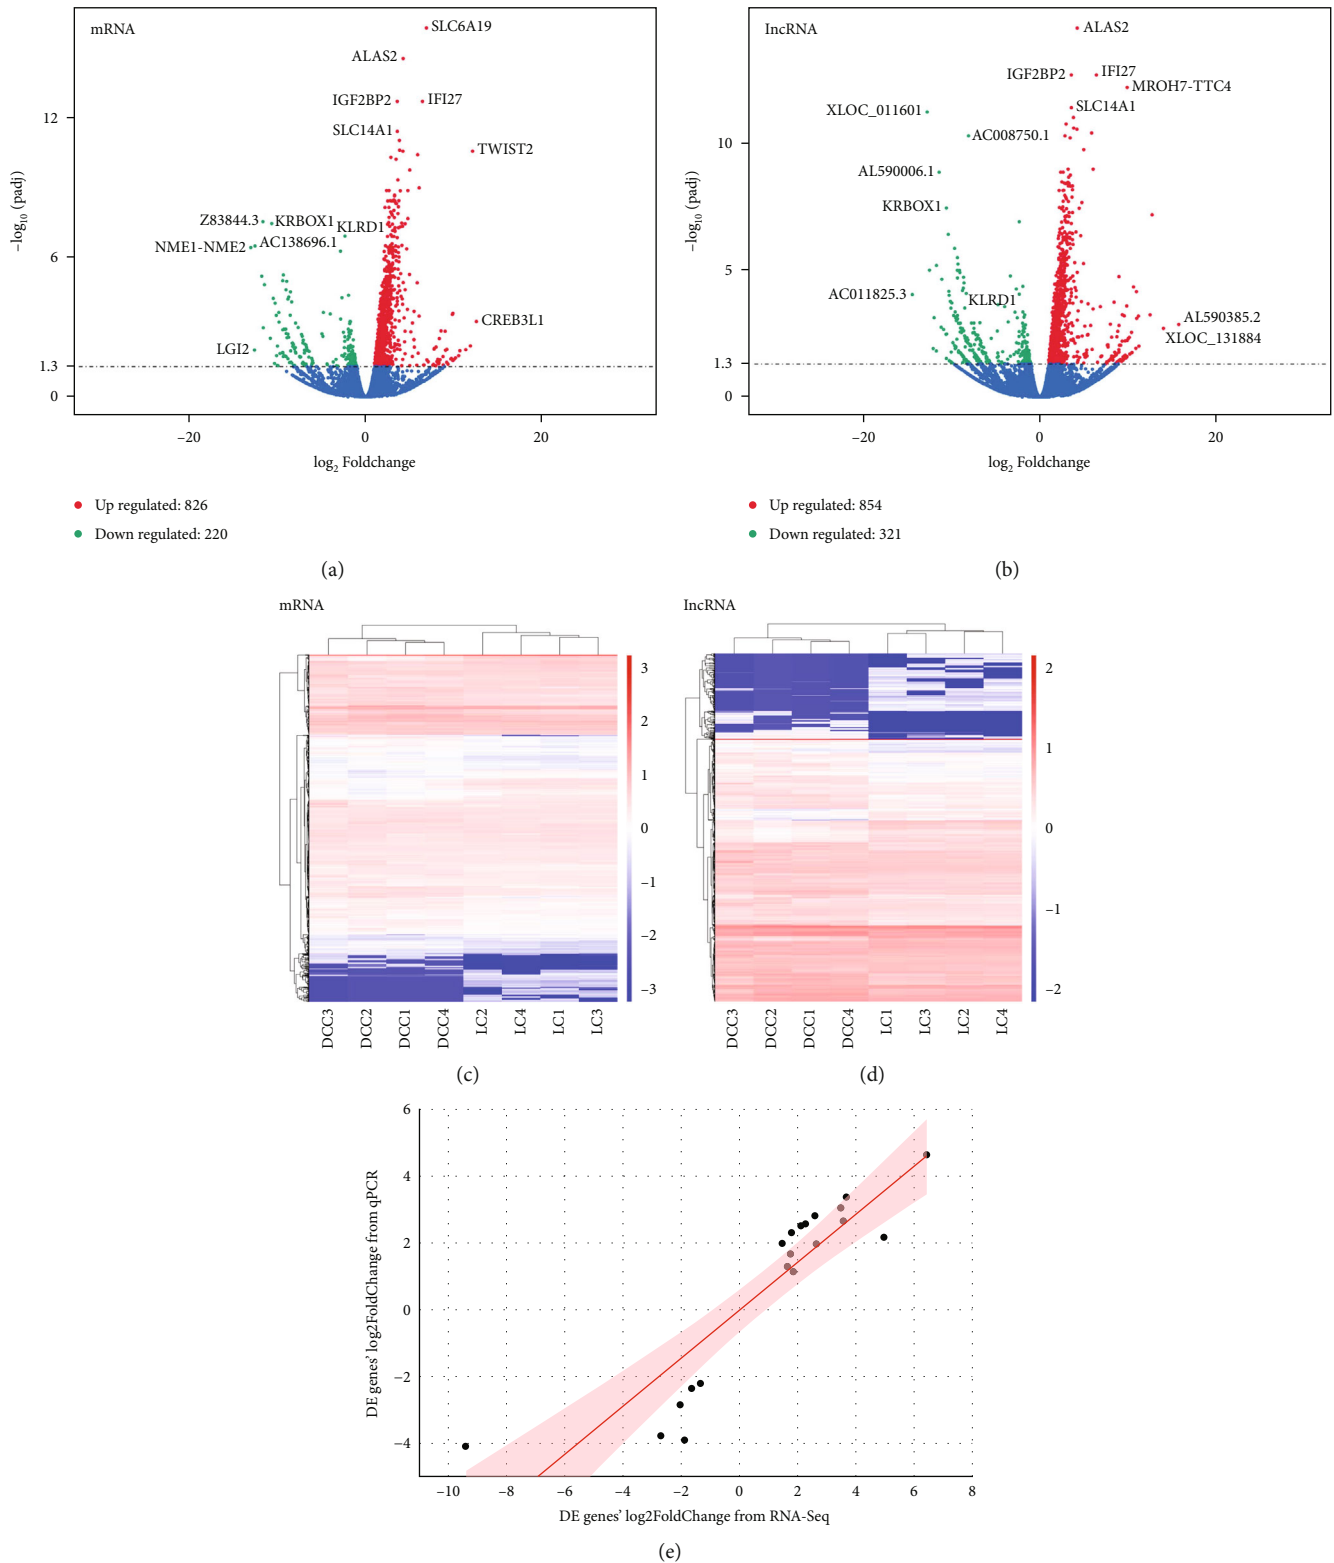 mRNA
SLC6A19
ALAS2
IGF2BP2
IFI27
SLC14A1
TWIST2
Z83844.3
KRBOX1
KLRD1
NME1-NME2
AC138696.1
CREB3L1
LGI2
12
6
1.3
0
−log10 (padj)
−20
0
20
log2 Foldchange
Up regulated: 826
Down regulated: 220
(a)
IncRNA
ALAS2
IGF2BP2
IFI27
MROH7-TTC4
SLC14A1
XLOC_011601
AC008750.1
AL590006.1
KRBOX1
AC011825.3
KLRD1
AL590385.2
XLOC_131884
10
5
1.3
0
−log10 (padj)
−20
0
20
log2 Foldchange
Up regulated: 854
Down regulated: 321
(b)
mRNA
3
2
1
0
−1
−2
−3
DCC3
DCC2
DCC1
DCC4
LC2
LC4
LC1
LC3
(c)
IncRNA
2
1
0
−1
−2
DCC3
DCC2
DCC1
DCC4
LC1
LC3
LC2
LC4
(d)
6
4
2
0
−2
−4
DE genes' log2FoldChange from qPCR
−10
−8
−6
−4
−2
0
2
4
6
8
DE genes' log2FoldChange from RNA-Seq
(e)